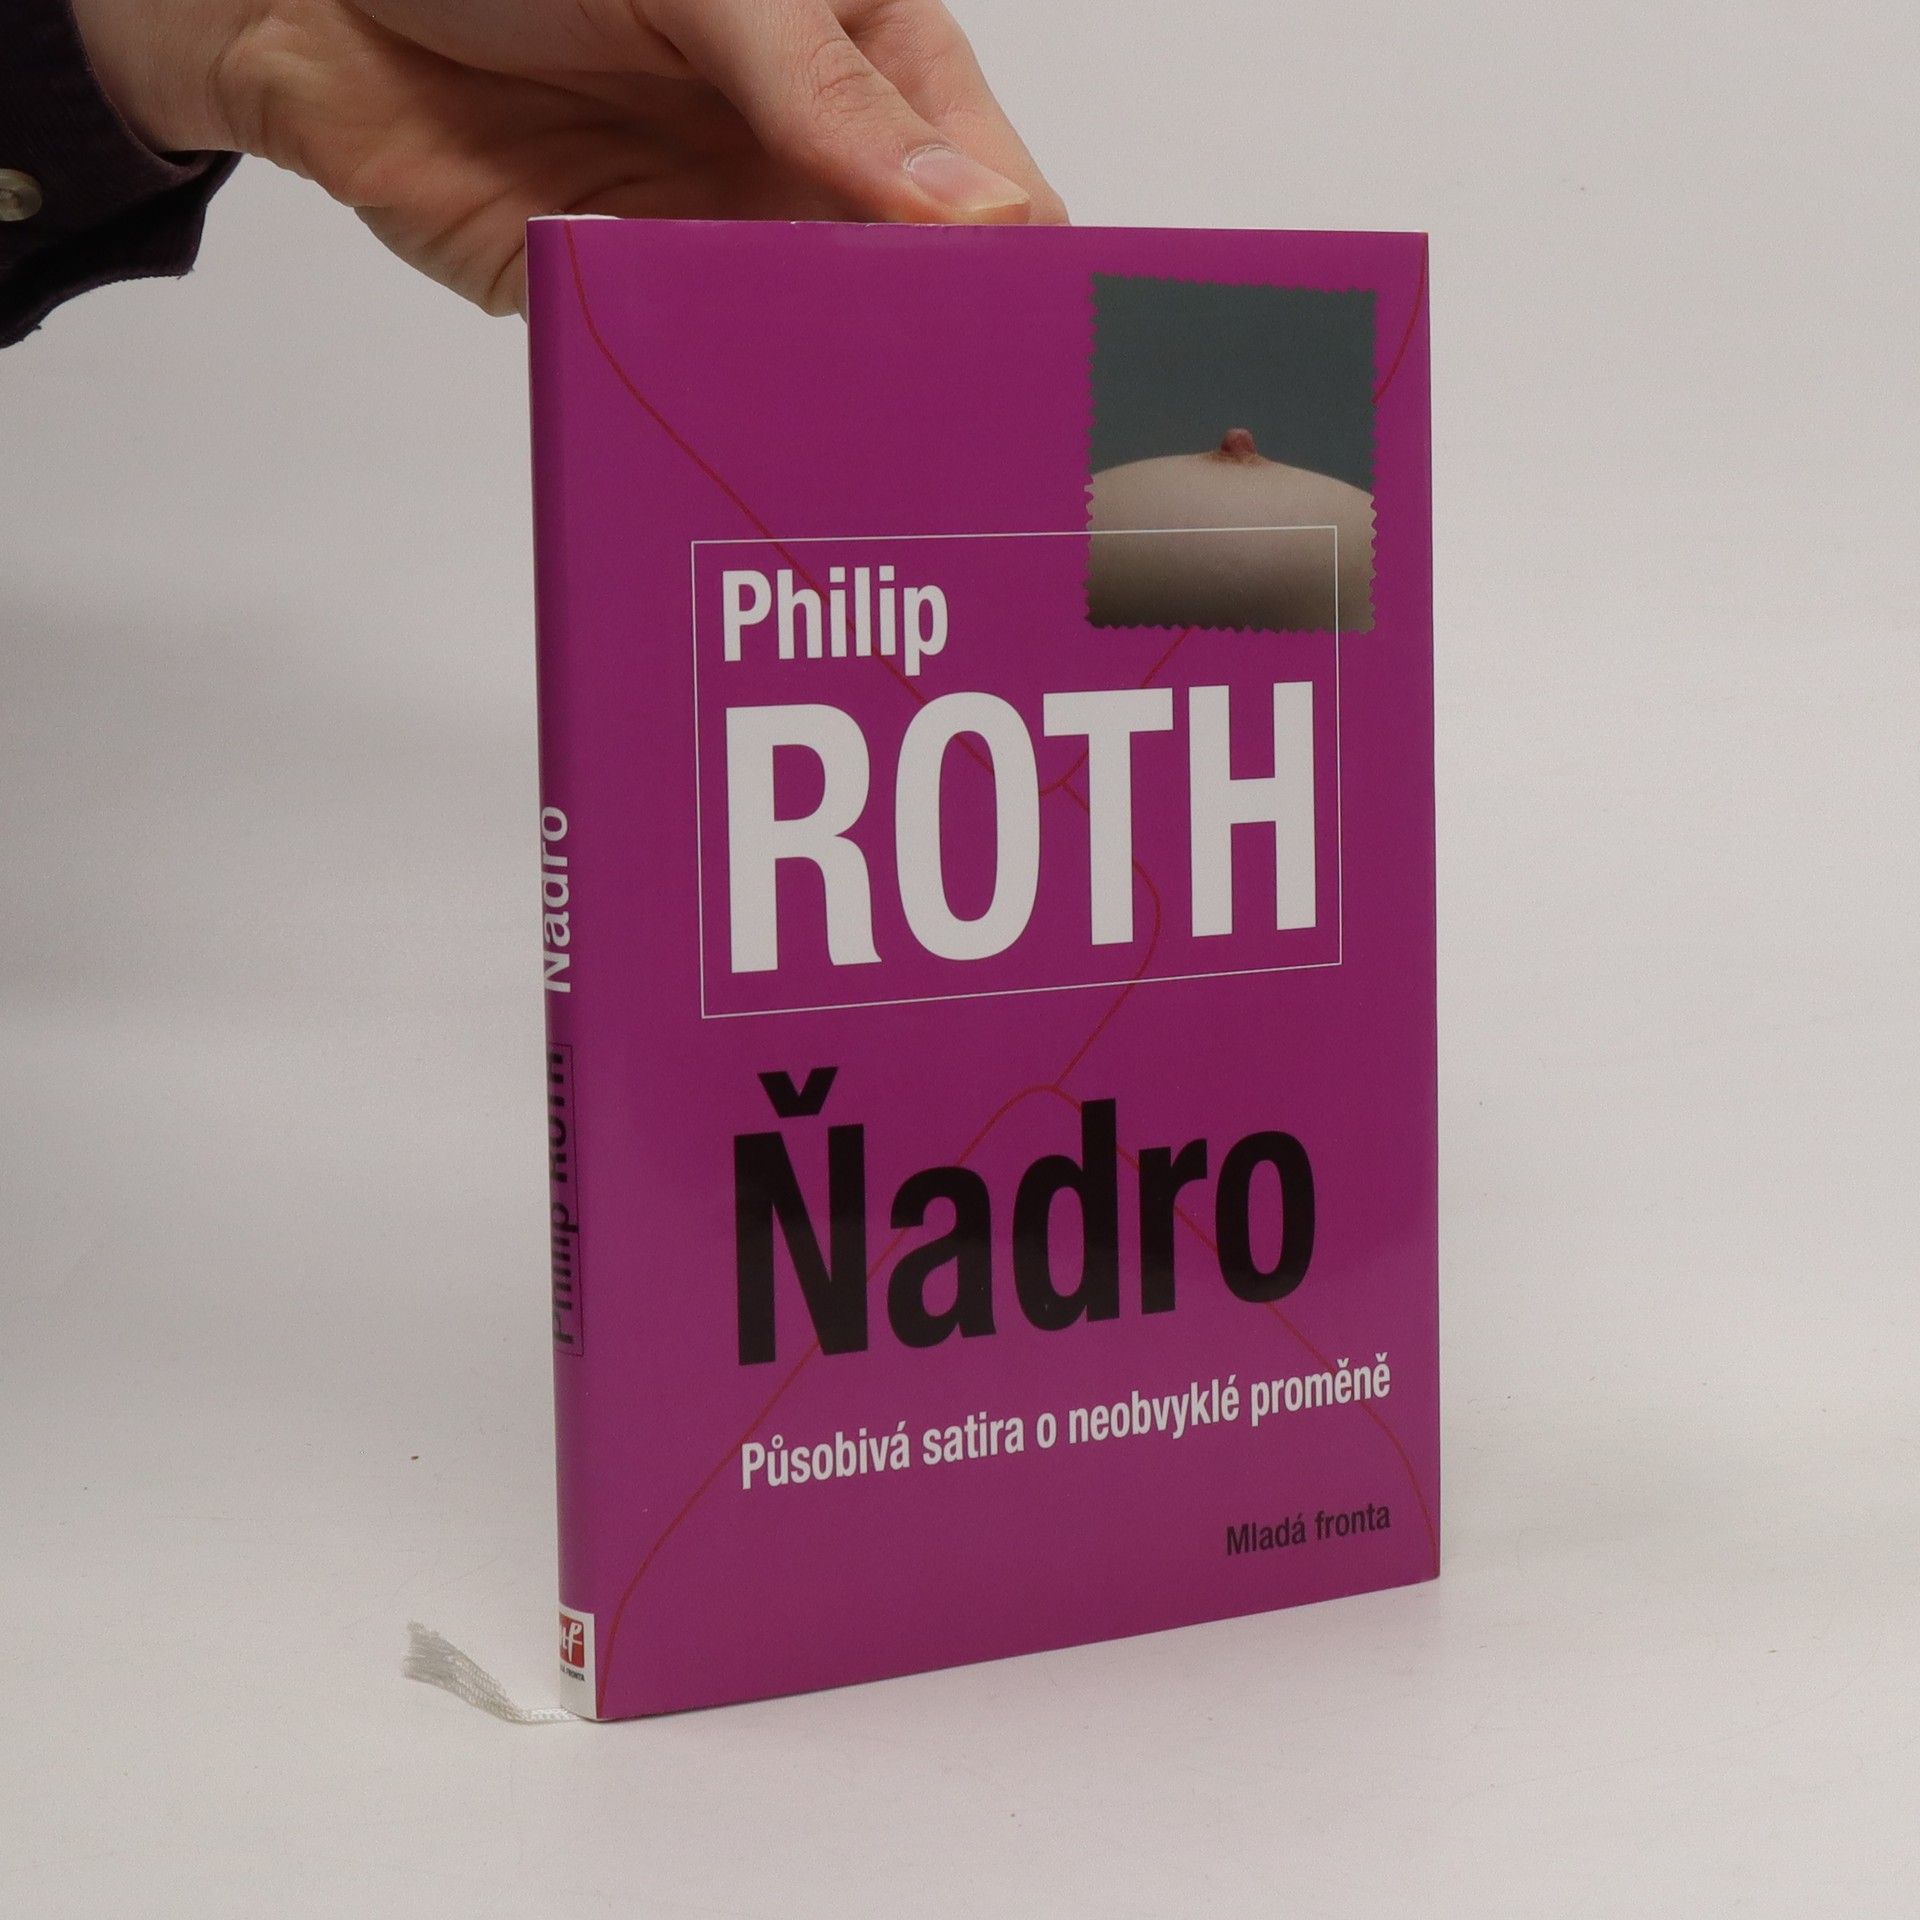 Philip
ROTH
Ňadro
Působivá satira o neobvyklé proměně
Mladá fronta
Philip ROTH Ňadro